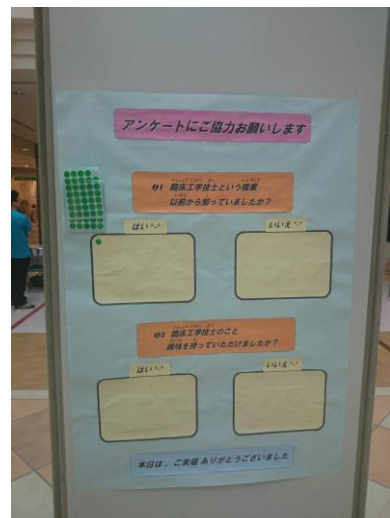 アンケートにご協力お願いします
Q1 臨床工学技士という職業
以前から知っていましたか？
はい^_^
いいえ^_^
Q2 臨床工学技士のこと
興味を持っていただけましたか？
はい^_^
いいえ^_^
本日は、ご来場 ありがとうございました